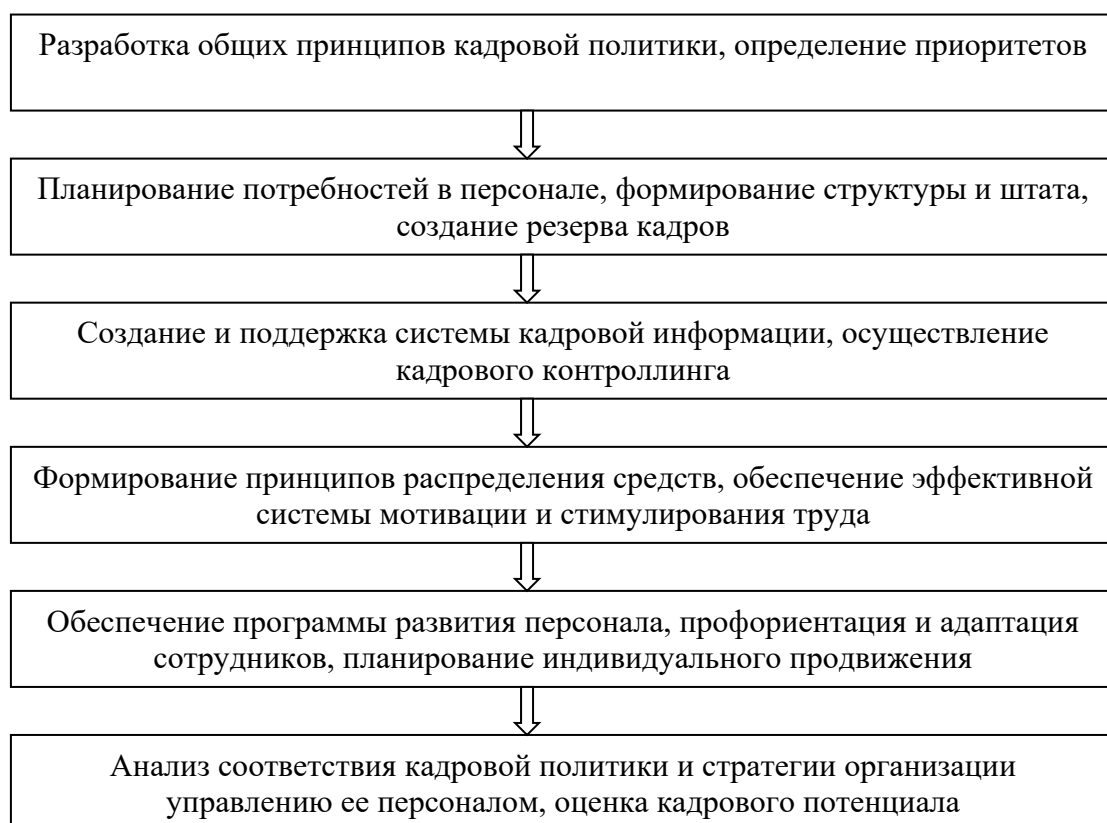 Разработка общих принципов кадровой политики, определение приоритетов
Планирование потребностей в персонале, формирование структуры и штата,
создание резерва кадров
Создание и поддержка системы кадровой информации, осуществление
кадрового контроллинга
Формирование принципов распределения средств, обеспечение эффективной
системы мотивации и стимулирования труда
Обеспечение программы развития персонала, профориентация и адаптация
сотрудников, планирование индивидуального продвижения
Анализ соответствия кадровой политики и стратегии организации
управлению ее персоналом, оценка кадрового потенциала